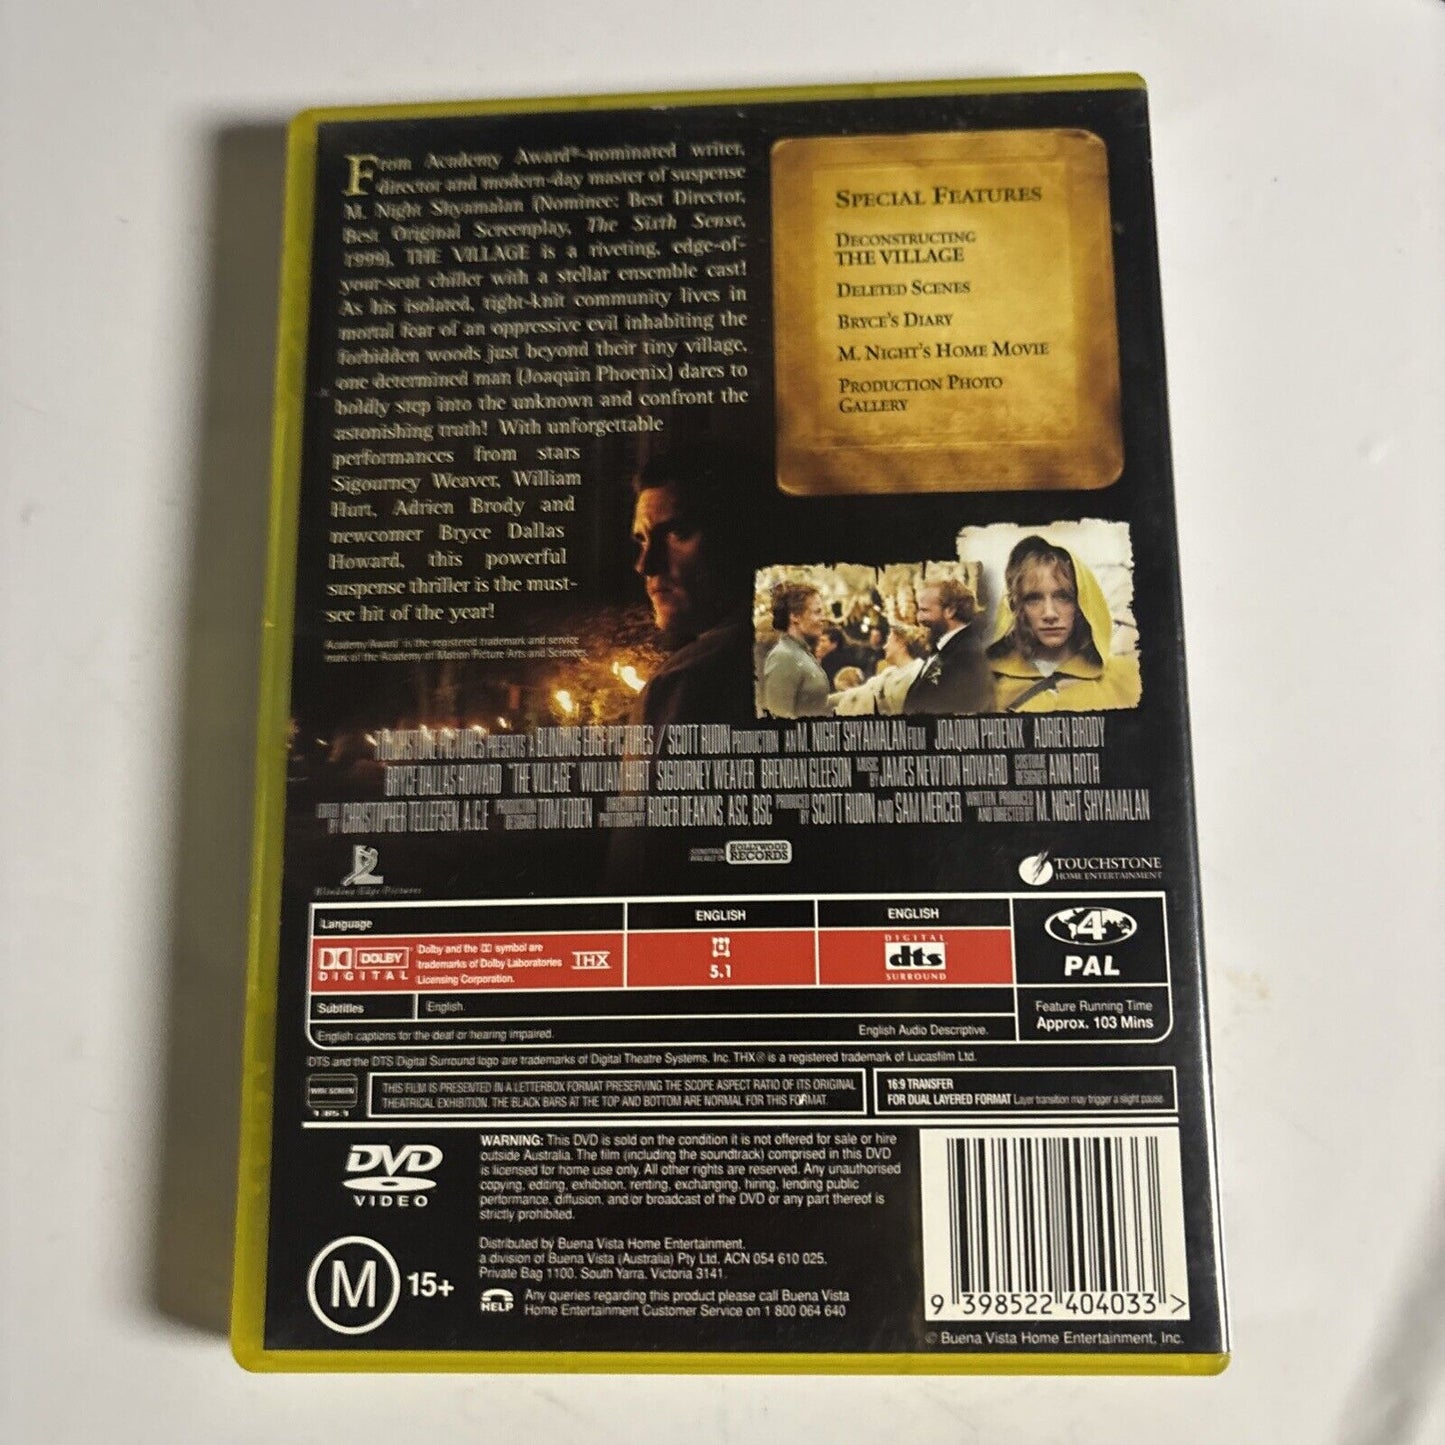 From Academy Award®-nominated writer,
director and modern-day master of suspense
M. Night Shyamalan (Nominee: Best Director,
Best Original Screenplay, The Sixth Sense,
1999), THE VILLAGE is a riveting, edge-of-
your-seat chiller with a stellar ensemble cast!
As his isolated, tight-knit community lives in
mortal fear of an oppressive evil inhabiting the
forbidden woods just beyond their tiny village,
one determined man (Joaquin Phoenix) dares to
boldly step into the unknown and confront the
astonishing truth! With unforgettable
performances from stars
Sigourney Weaver, William
Hurt, Adrien Brody and
newcomer Bryce Dallas
Howard, this powerful
suspense thriller is the must-
see hit of the year!
Academy Award® is the registered trademark and service
mark of the Academy of Motion Picture Arts and Sciences.
SPECIAL FEATURES
DECONSTRUCTING
THE VILLAGE
DELETED SCENES
BRYCE'S DIARY
M. NIGHT'S HOME MOVIE
PRODUCTION PHOTO
GALLERY
TOUCHSTONE PICTURES PRESENTS A BLINDING EDGE PICTURES / SCOTT RUDIN PRODUCTION AN M. NIGHT SHYAMALAN FILM JOAQUIN PHOENIX ADRIEN BRODY
BRYCE DALLAS HOWARD "THE VILLAGE" WILLIAM HURT SIGOURNEY WEAVER BRENDAN GLEESON MUSIC BY JAMES NEWTON HOWARD COSTUME DESIGNER ANN ROTH
EDITED BY CHRISTOPHER TELLEFSEN, A.C.E. PRODUCTION DESIGNER TOM FODEN DIRECTOR OF PHOTOGRAPHY ROGER DEAKINS, ASC, BSC PRODUCED BY SCOTT RUDIN AND SAM MERCER WRITTEN, PRODUCED AND DIRECTED BY M. NIGHT SHYAMALAN
Blinding Edge Pictures
SOUNDTRACK AVAILABLE ON HOLLYWOOD RECORDS
TOUCHSTONE
HOME ENTERTAINMENT
Language ENGLISH ENGLISH
DOLBY DIGITAL
Dolby and the DD symbol are
trademarks of Dolby Laboratories
Licensing Corporation.
THX
5.1
DIGITAL
dts
SURROUND
4
PAL
Subtitles English.
English captions for the deaf or hearing impaired. English Audio Descriptive.
Feature Running Time
Approx. 103 Mins
DTS and the DTS Digital Surround logo are trademarks of Digital Theatre Systems, Inc. THX® is a registered trademark of Lucasfilm Ltd.
WIDE SCREEN
1.85:1
THIS FILM IS PRESENTED IN A LETTERBOX FORMAT PRESERVING THE SCOPE ASPECT RATIO OF ITS ORIGINAL
THEATRICAL EXHIBITION. THE BLACK BARS AT THE TOP AND BOTTOM ARE NORMAL FOR THIS FORMAT.
16:9 TRANSFER
FOR DUAL LAYERED FORMAT Layer transition may trigger a slight pause
DVD
VIDEO
WARNING: This DVD is sold on the condition it is not offered for sale or hire
outside Australia. The film (including the soundtrack) comprised in this DVD
is licensed for home use only. All other rights are reserved. Any unauthorised
copying, editing, exhibition, renting, exchanging, hiring, lending public
performance, diffusion, and/or broadcast of the DVD or any part thereof is
strictly prohibited.
Distributed by Buena Vista Home Entertainment,
a division of Buena Vista (Australia) Pty Ltd. ACN 054 610 025.
Private Bag 1100. South Yarra, Victoria 3141.
M 15+
HELP
Any queries regarding this product please call Buena Vista
Home Entertainment Customer Service on 1 800 064 640
9 398522 404033 >
© Buena Vista Home Entertainment, Inc.